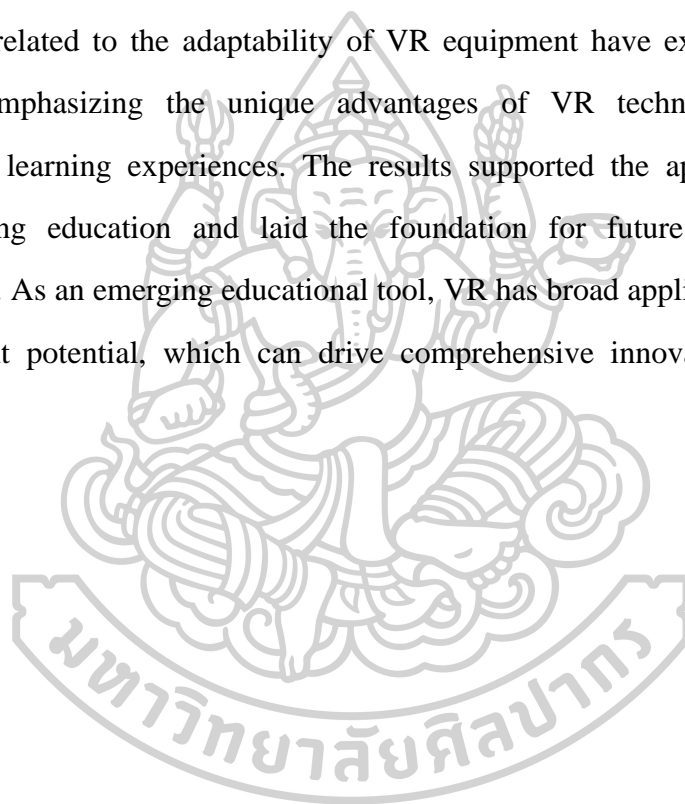 related to the adaptability of VR equipment have ex
mphasizing the unique advantages of VR techn
learning experiences. The results supported the ap
ng education and laid the foundation for future
. As an emerging educational tool, VR has broad appli
t potential, which can drive comprehensive innova
มหาวิทยาลัยศิลปากร